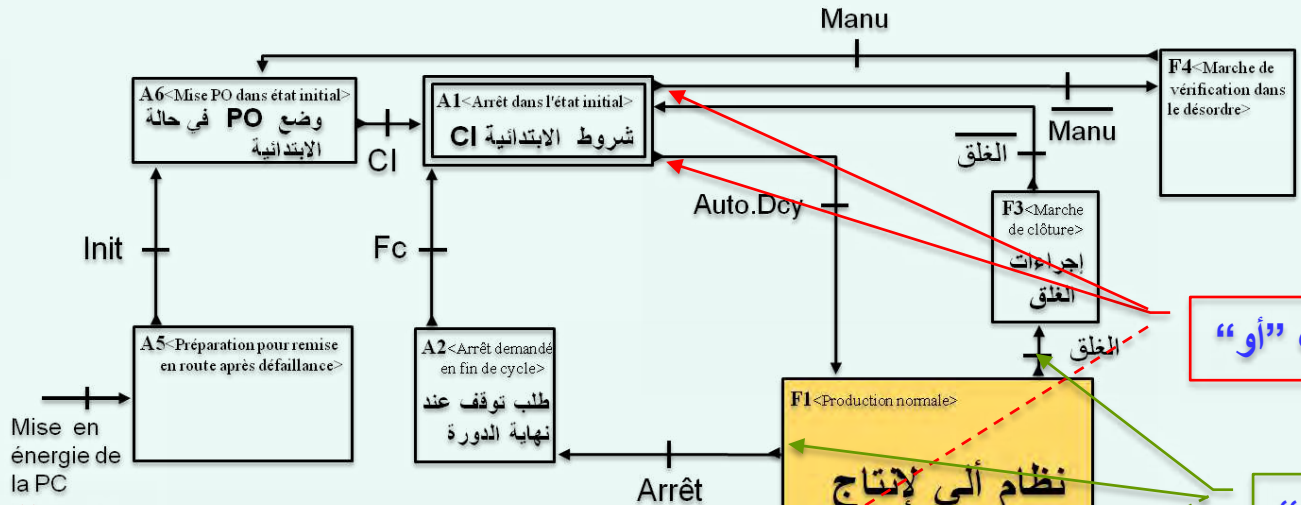 Manu
A6<Mise PO dans état initial>
وضع PO في حالة
الابتدائية
CI
A1<Arrêt dans l'état initial>
شروط الابتدائية CI
Manu
F4<Marche de
vérification dans
le désordre>
الغلق
Init
Fc
Auto.Dcy
F3<Marche
de clôture>
إجراءات
الغلق
”أو“
A5<Préparation pour remise
en route après défaillance>
A2<Arrêt demandé
en fin de cycle>
طلب توقف عند
نهاية الدورة
الغلق
F1<Production normale>
نظام ألي لإنتاج
Mise en
énergie de
la PC
Arrêt